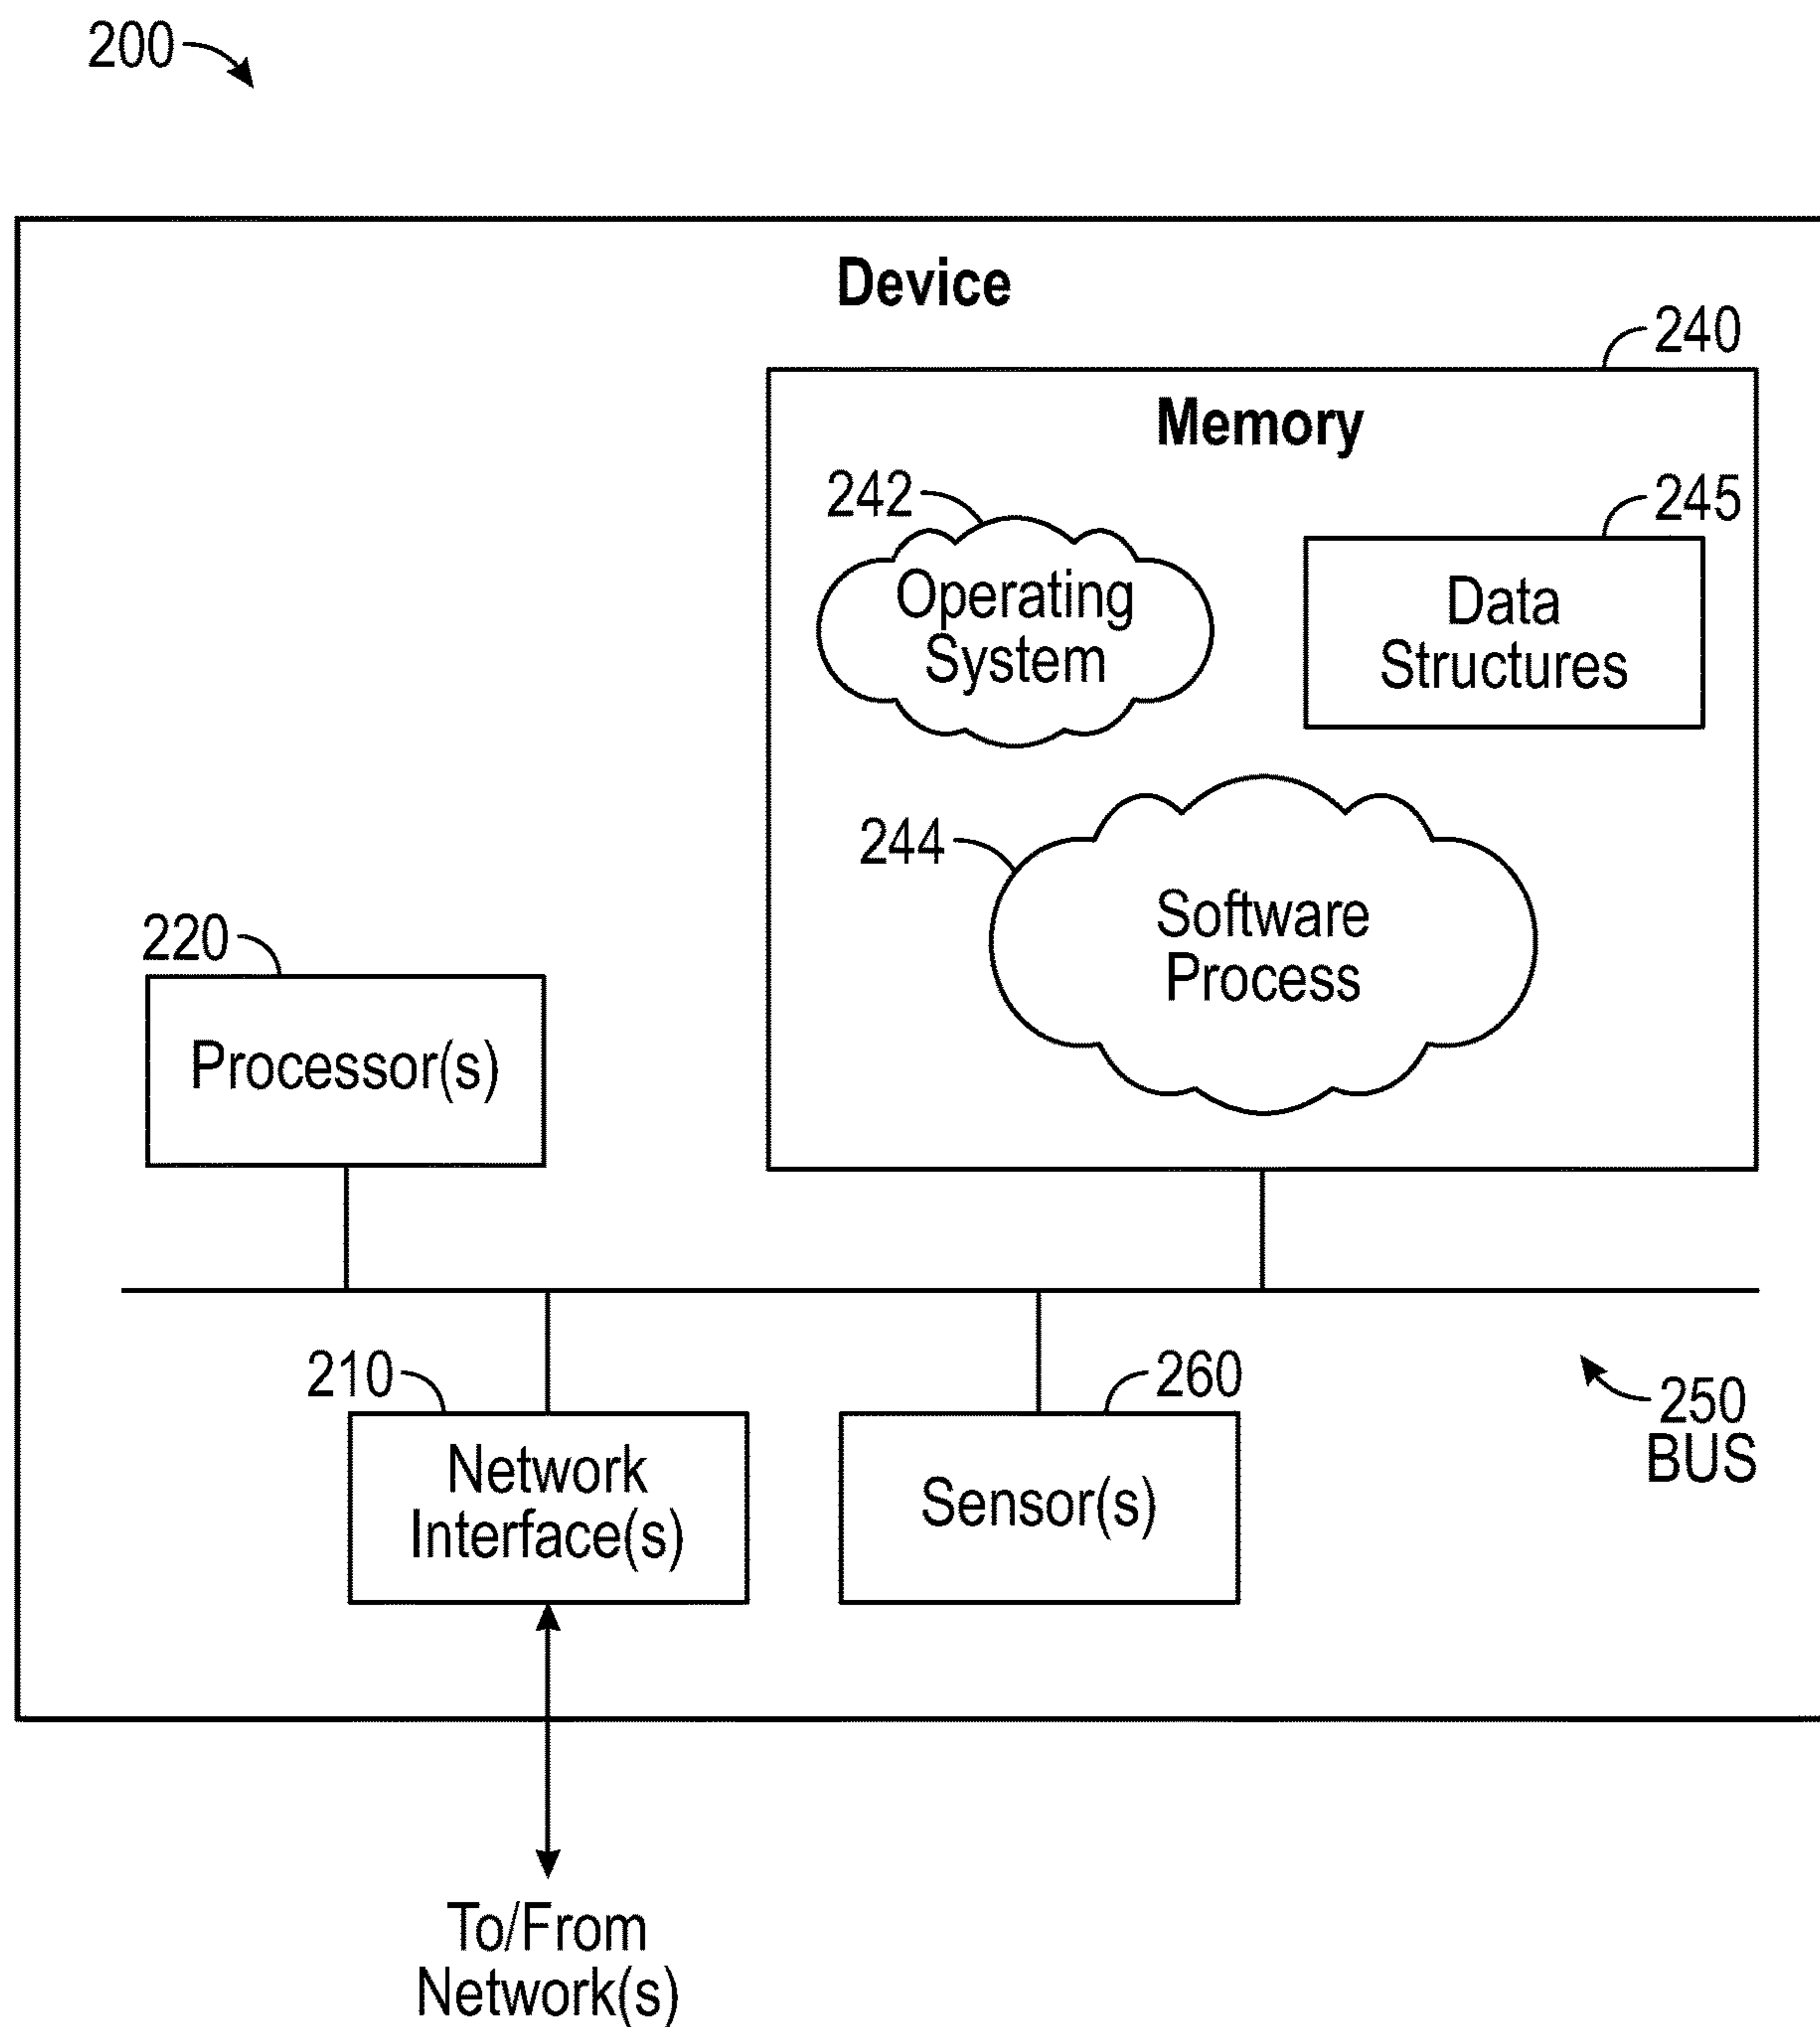 200
Device
240
Memory
242
245
Operating
System
Data
Structures
244
Software
Process
220
Processor(s)
210
260
250
BUS
Network
Interface(s)
Sensor(s)
To/From
Network(s)